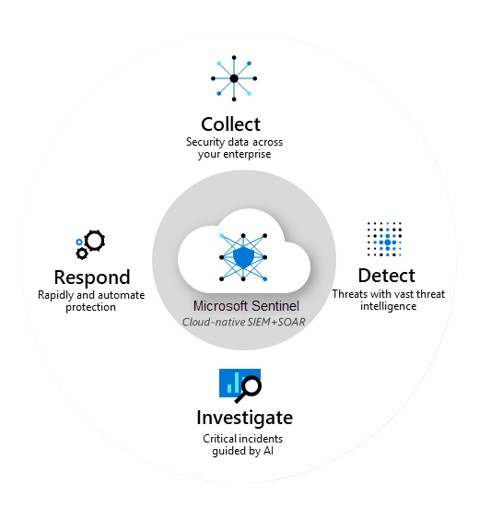 Collect
Security data across
your enterprise
Respond
Rapidly and automate
protection
Microsoft Sentinel
Cloud-native SIEM+SOAR
Detect
Threats with vast threat
intelligence
Investigate
Critical incidents
guided by AI